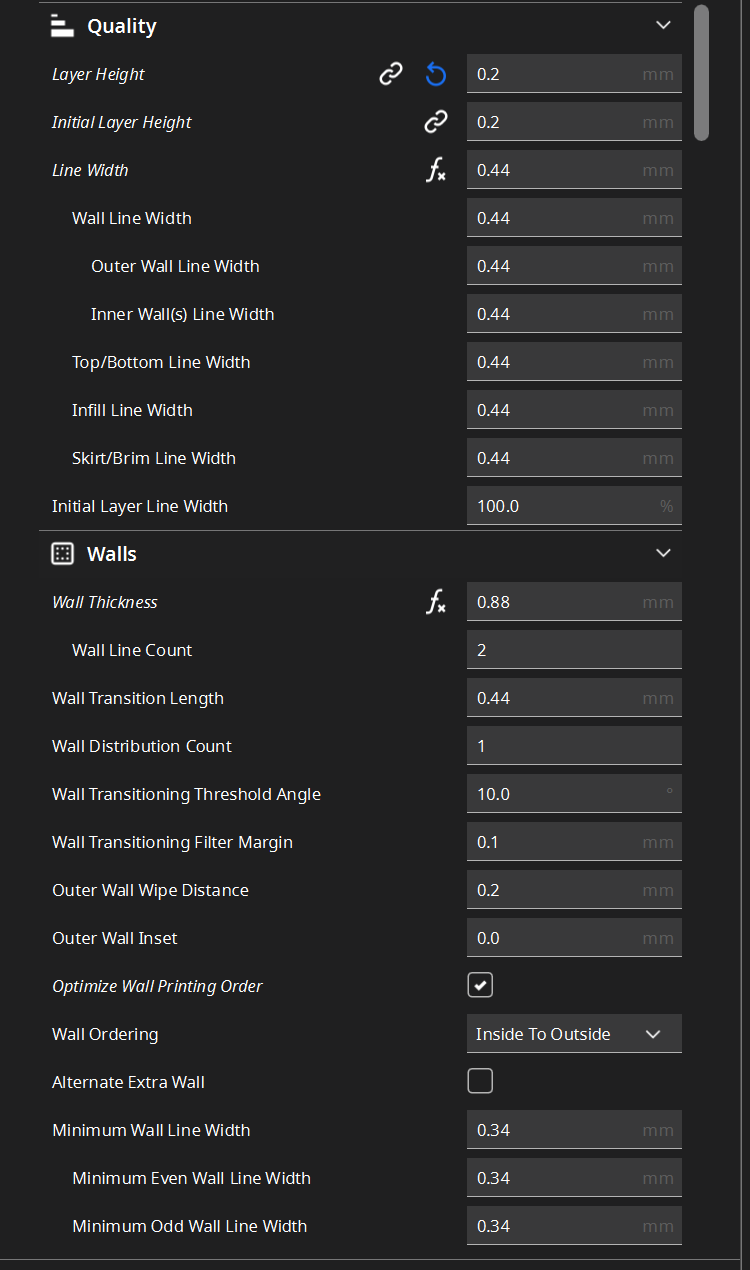 Quality
Layer Height 0.2 mm
Initial Layer Height 0.2 mm
Line Width fx 0.44 mm
Wall Line Width 0.44 mm
Outer Wall Line Width 0.44 mm
Inner Wall(s) Line Width 0.44 mm
Top/Bottom Line Width 0.44 mm
Infill Line Width 0.44 mm
Skirt/Brim Line Width 0.44 mm
Initial Layer Line Width 100.0 %
Walls
Wall Thickness fx 0.88 mm
Wall Line Count 2
Wall Transition Length 0.44 mm
Wall Distribution Count 1
Wall Transitioning Threshold Angle 10.0 °
Wall Transitioning Filter Margin 0.1 mm
Outer Wall Wipe Distance 0.2 mm
Outer Wall Inset 0.0 mm
Optimize Wall Printing Order
Wall Ordering Inside To Outside
Alternate Extra Wall
Minimum Wall Line Width 0.34 mm
Minimum Even Wall Line Width 0.34 mm
Minimum Odd Wall Line Width 0.34 mm